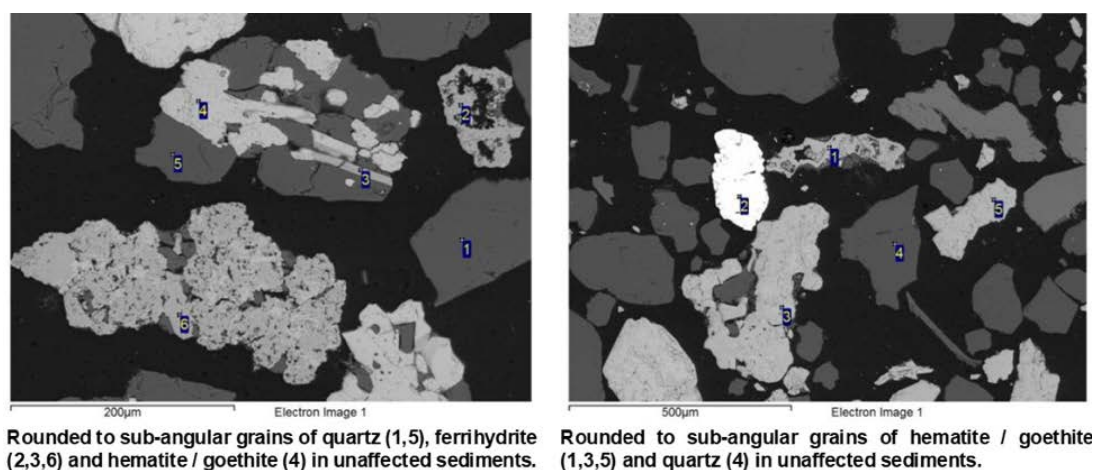 4
2
5
3
1
6
200µm Electron Image 1
Rounded to sub-angular grains of quartz (1,5), ferrihydrite
(2,3,6) and hematite / goethite (4) in unaffected sediments.
1
2
5
4
3
500µm Electron Image 1
Rounded to sub-angular grains of hematite / goethite
(1,3,5) and quartz (4) in unaffected sediments.